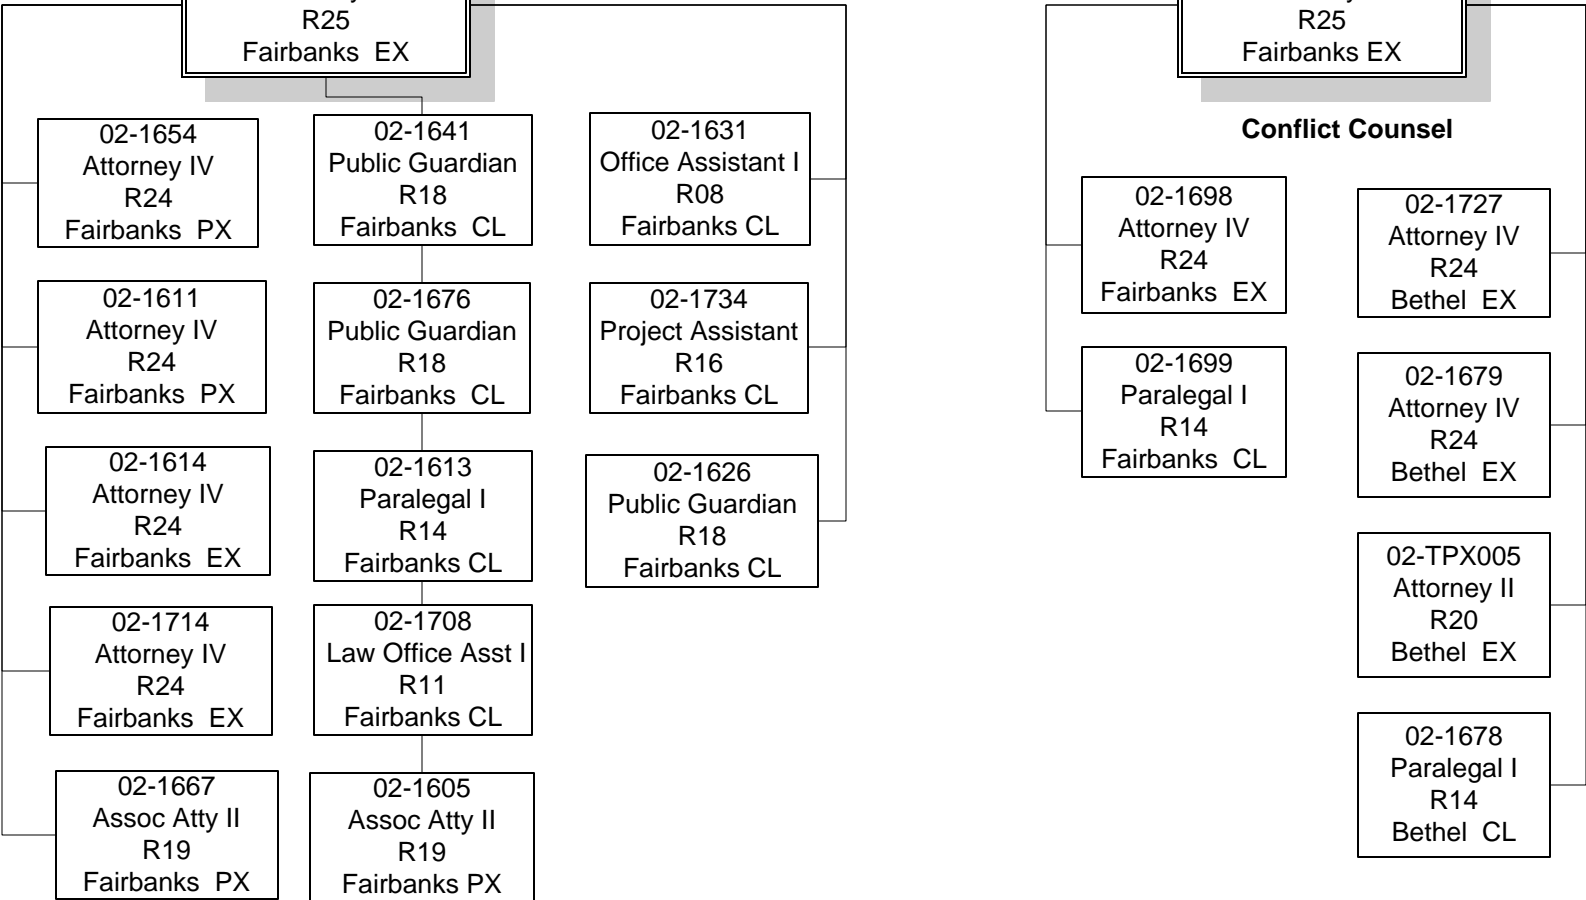 R25
Fairbanks EX
02-1654
Attorney IV
R24
Fairbanks PX
02-1611
Attorney IV
R24
Fairbanks PX
02-1614
Attorney IV
R24
Fairbanks EX
02-1714
Attorney IV
R24
Fairbanks EX
02-1667
Assoc Atty II
R19
Fairbanks PX
02-1641
Public Guardian
R18
Fairbanks CL
02-1676
Public Guardian
R18
Fairbanks CL
02-1613
Paralegal I
R14
Fairbanks CL
02-1708
Law Office Asst I
R11
Fairbanks CL
02-1605
Assoc Atty II
R19
Fairbanks PX
02-1631
Office Assistant I
R08
Fairbanks CL
02-1734
Project Assistant
R16
Fairbanks CL
02-1626
Public Guardian
R18
Fairbanks CL
R25
Fairbanks EX
Conflict Counsel
02-1698
Attorney IV
R24
Fairbanks EX
02-1699
Paralegal I
R14
Fairbanks CL
02-1727
Attorney IV
R24
Bethel EX
02-1679
Attorney IV
R24
Bethel EX
02-TPX005
Attorney II
R20
Bethel EX
02-1678
Paralegal I
R14
Bethel CL